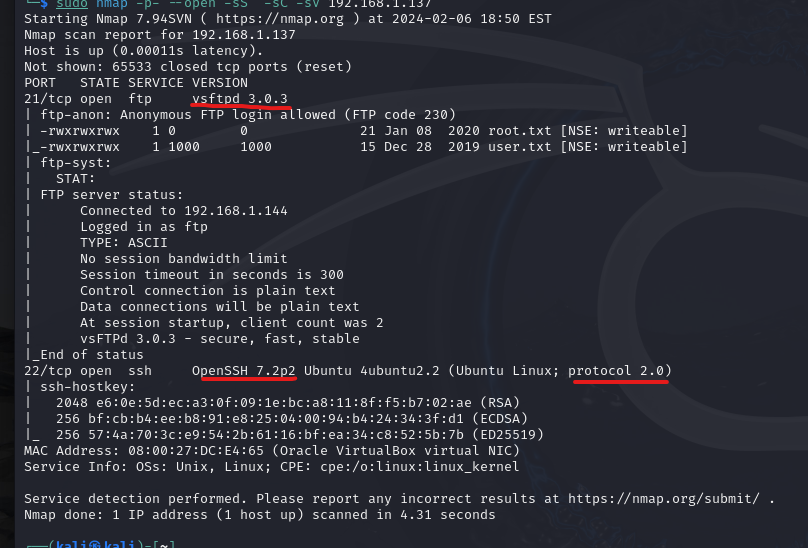 └─$ sudo nmap -p- --open -sS -sC -sV 192.168.1.137
Starting Nmap 7.94SVN ( https://nmap.org ) at 2024-02-06 18:50 EST
Nmap scan report for 192.168.1.137
Host is up (0.00011s latency).
Not shown: 65533 closed tcp ports (reset)
PORT   STATE SERVICE VERSION
21/tcp open  ftp     vsftpd 3.0.3
| ftp-anon: Anonymous FTP login allowed (FTP code 230)
| -rwxrwxrwx    1 0        0              21 Jan 08  2020 root.txt [NSE: writeable]
|_-rwxrwxrwx    1 1000     1000           15 Dec 28  2019 user.txt [NSE: writeable]
| ftp-syst:
|   STAT:
| FTP server status:
|      Connected to 192.168.1.144
|      Logged in as ftp
|      TYPE: ASCII
|      No session bandwidth limit
|      Session timeout in seconds is 300
|      Control connection is plain text
|      Data connections will be plain text
|      At session startup, client count was 2
|      vsFTPd 3.0.3 - secure, fast, stable
|_End of status
22/tcp open  ssh     OpenSSH 7.2p2 Ubuntu 4ubuntu2.2 (Ubuntu Linux; protocol 2.0)
| ssh-hostkey:
|   2048 e6:0e:5d:ec:a3:0f:09:1e:bc:a8:11:8f:f5:b7:02:ae (RSA)
|   256 bf:cb:b4:ee:b8:91:e8:25:04:00:94:b4:24:34:3f:d1 (ECDSA)
|_  256 57:4a:70:3c:e9:54:2b:61:16:bf:ea:34:c8:52:5b:7b (ED25519)
MAC Address: 08:00:27:DC:E4:65 (Oracle VirtualBox virtual NIC)
Service Info: OSs: Unix, Linux; CPE: cpe:/o:linux:linux_kernel
Service detection performed. Please report any incorrect results at https://nmap.org/submit/ .
Nmap done: 1 IP address (1 host up) scanned in 4.31 seconds
┌──(kali㉿kali)-[~]